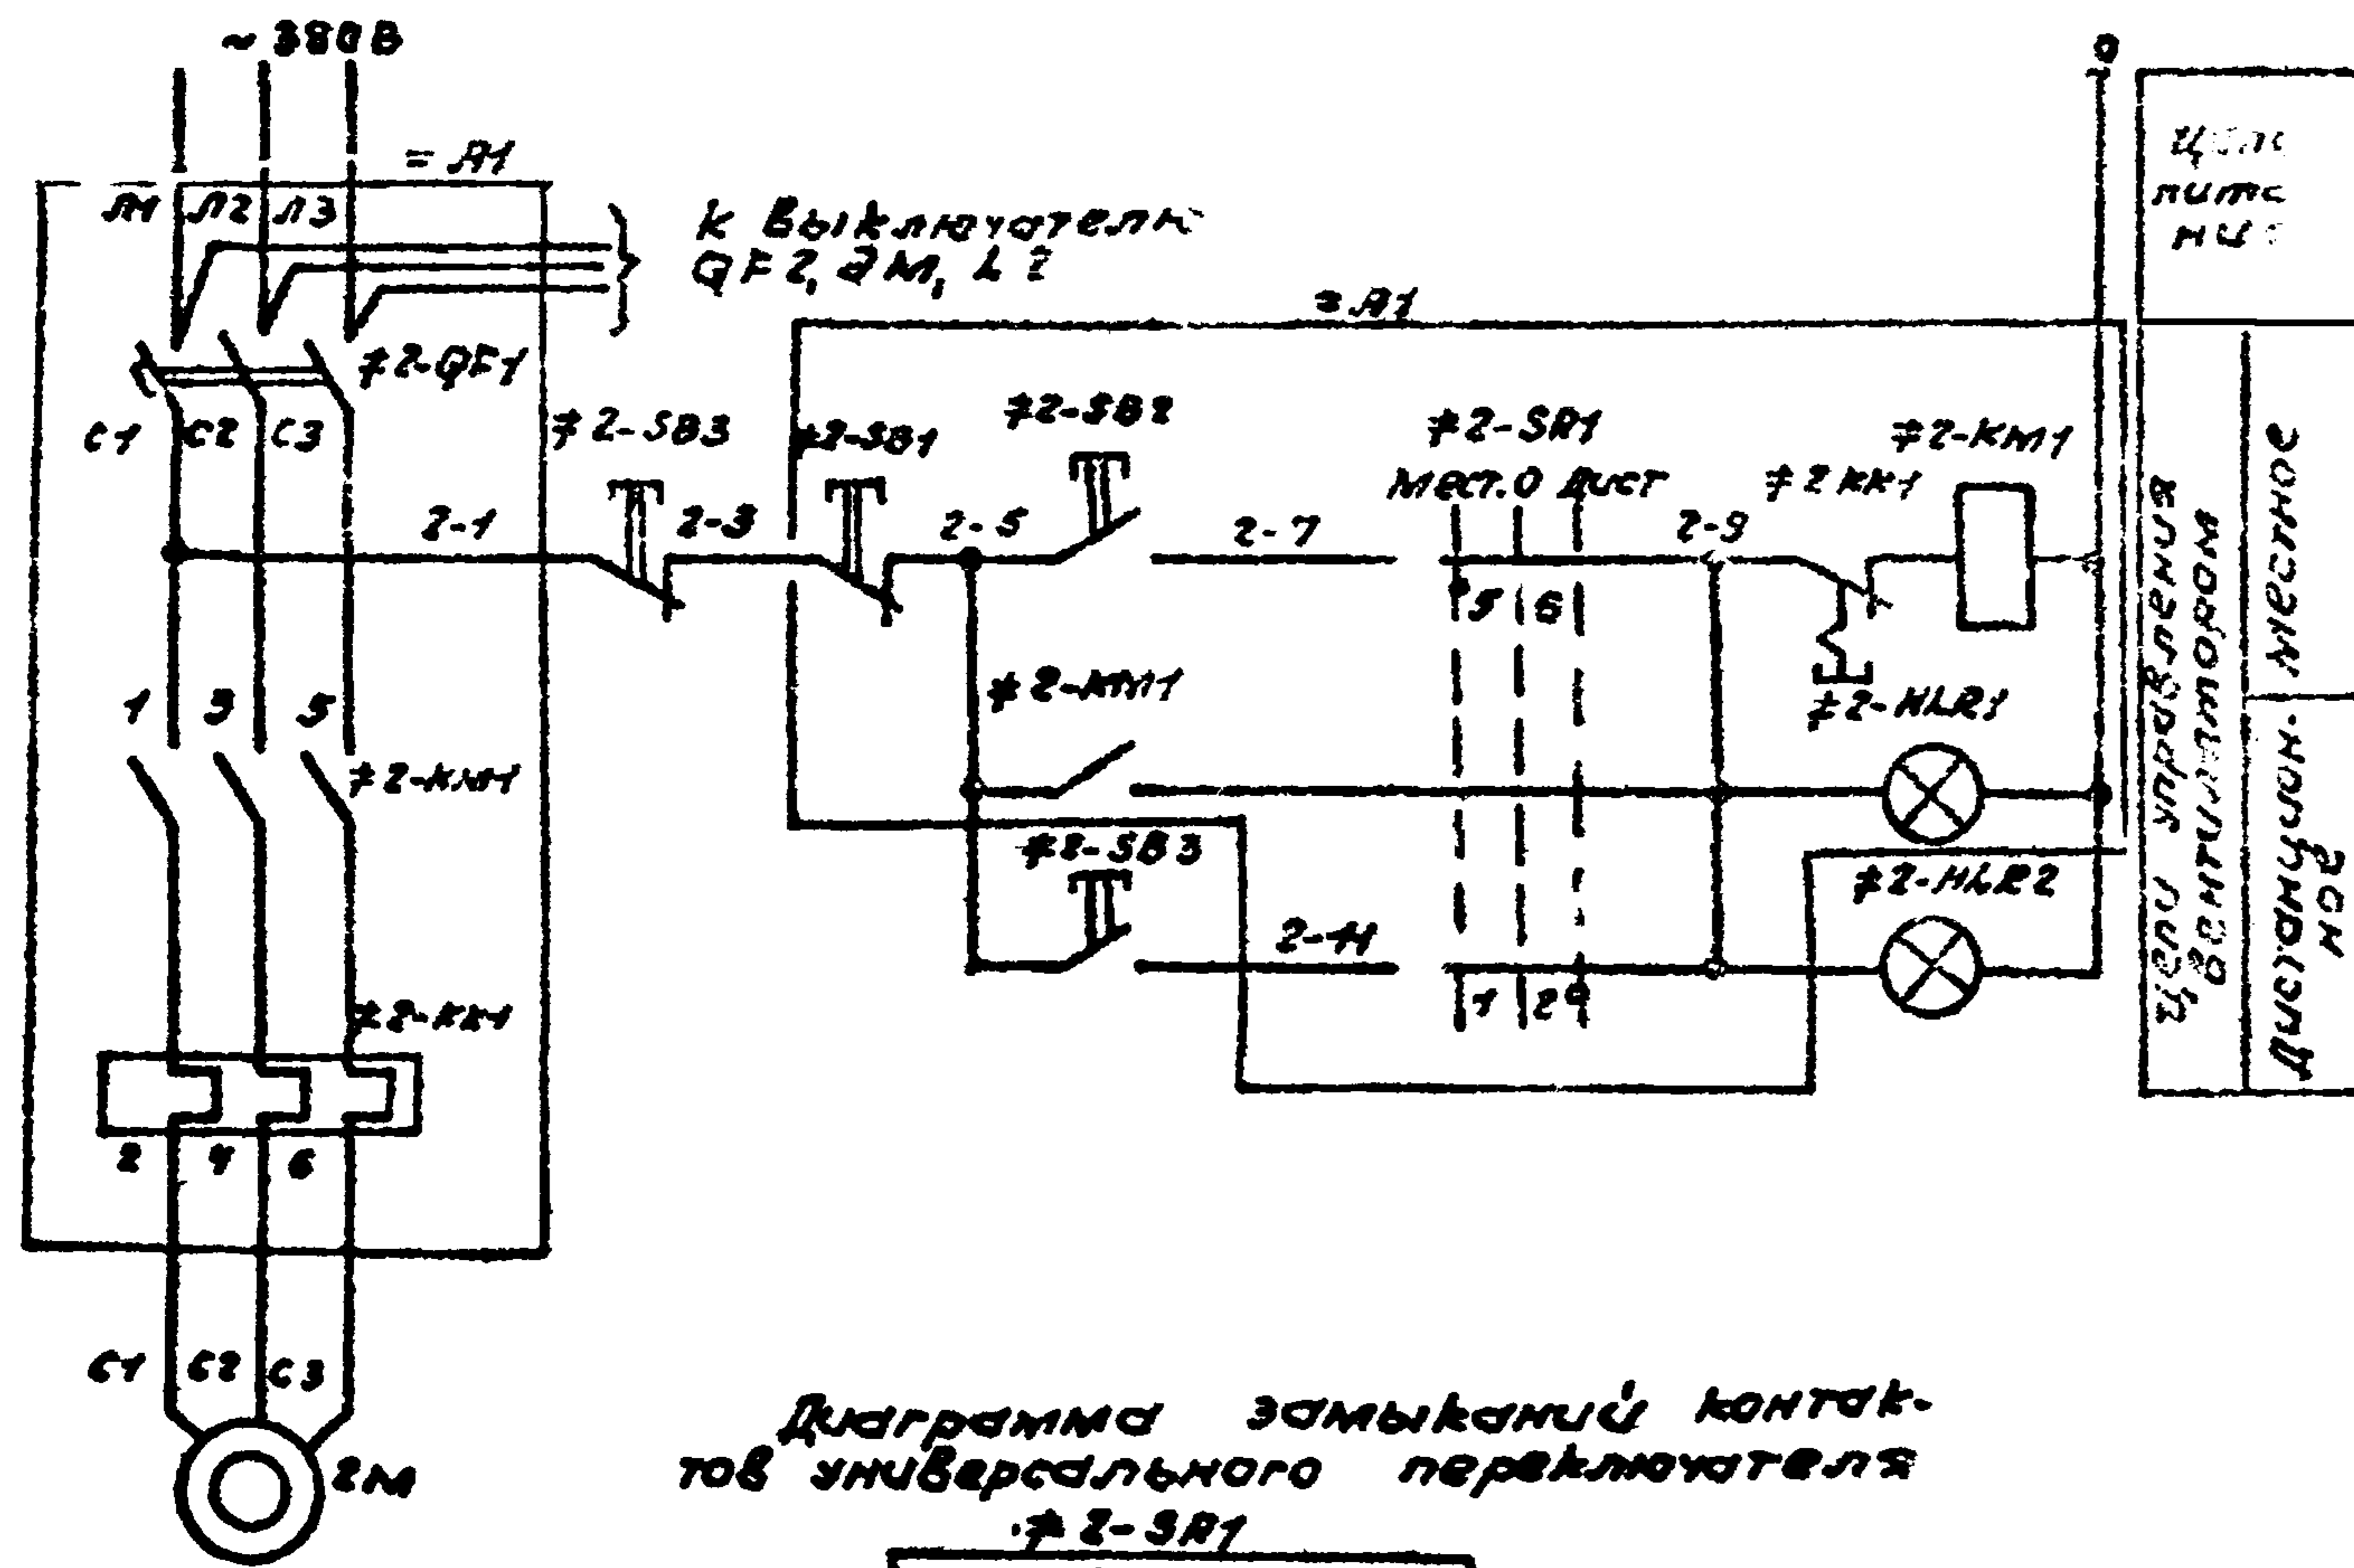 ~ 380В
0
= А1
Л1 Л2 Л3
К выключателю
QF2, 3М, L2
= А1
≠2-QF1
С1 С2 С3
≠2-SB3
≠2-SB1
≠2-SB2
≠2-SA1
Мест. 0 Дист
≠2 КК1
≠2-КМ1
2-1
2-3
2-5
2-7
2-9
5 6
1 3 5
≠2-КМ1
≠2-КМ1
≠2-HLR1
≠2-SB3
≠2-HLR2
2-11
1 2
≠2-КК1
2 4 6
С1 С2 С3
2М
Цепи управления
вентилятором
Местное
Дистанцион-
ное
Диаграмма замыканий контак-
тов универсального переключателя
≠2-SA1